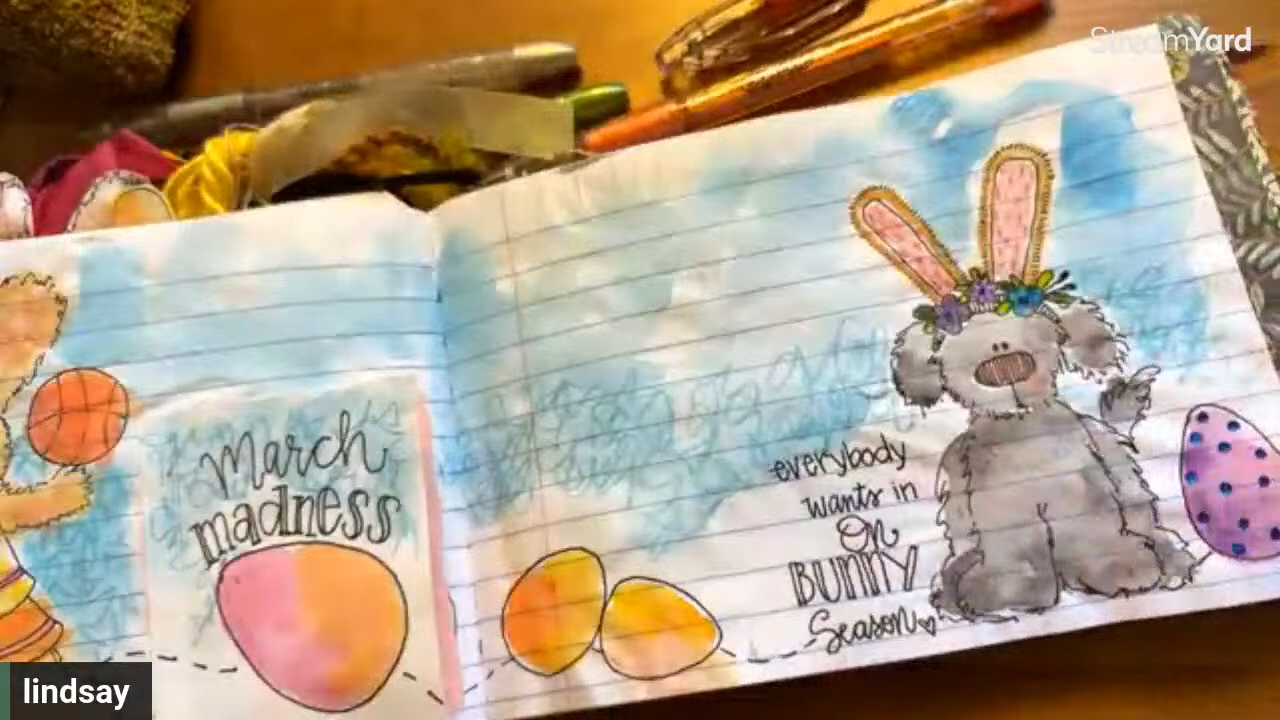 StreamYard
March
madness
everybody
wants in
On
BUNNY
Season
lindsay